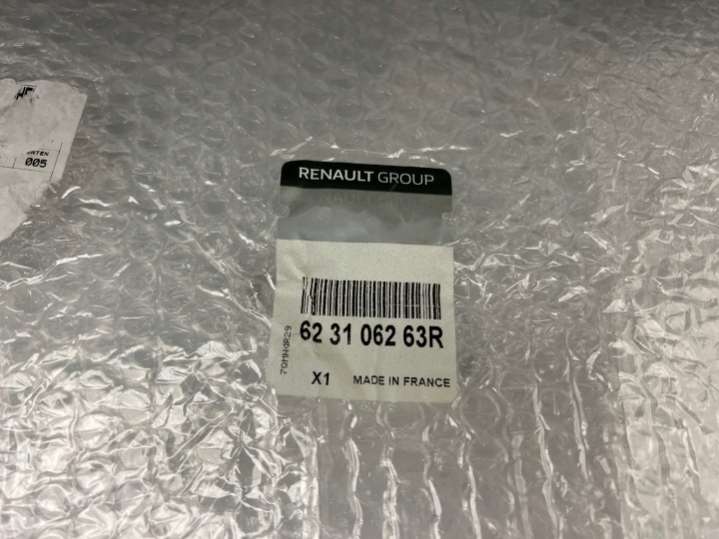 005
RENAULT GROUP
62 31 062 63R
X1 MADE IN FRANCE